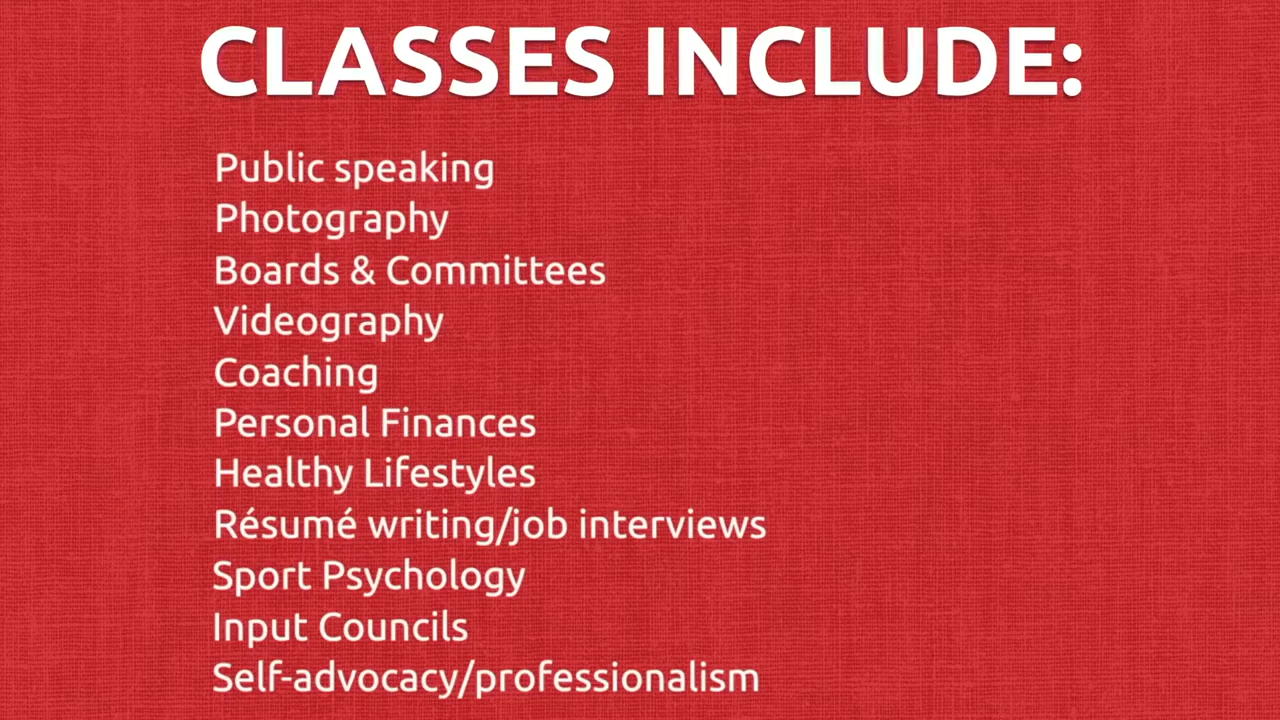 CLASSES INCLUDE:
Public speaking
Photography
Boards & Committees
Videography
Coaching
Personal Finances
Healthy Lifestyles
Résumé writing/job interviews
Sport Psychology
Input Councils
Self-advocacy/professionalism